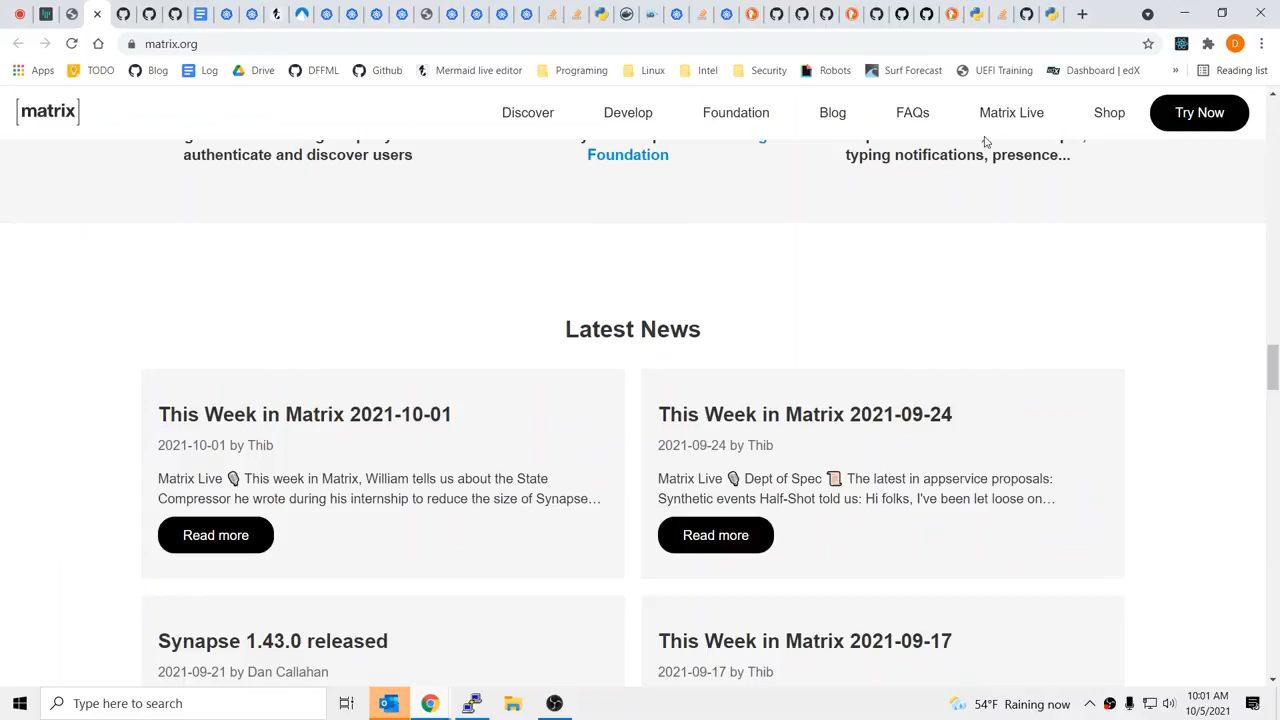 matrix.org
Apps TODO Blog Log Drive DFFML Github Mermaid live editor Programing Linux Intel Security Robots Surf Forecast UEFI Training Dashboard | edX » Reading list
[matrix] Discover Develop Foundation Blog FAQs Matrix Live Shop Try Now
authenticate and discover users
Foundation
typing notifications, presence...
Latest News
This Week in Matrix 2021-10-01
2021-10-01 by Thib
Matrix Live 🎙 This week in Matrix, William tells us about the State
Compressor he wrote during his internship to reduce the size of Synapse…
Read more
This Week in Matrix 2021-09-24
2021-09-24 by Thib
Matrix Live 🎙 Dept of Spec 📜 The latest in appservice proposals:
Synthetic events Half-Shot told us: Hi folks, I've been let loose on…
Read more
Synapse 1.43.0 released
2021-09-21 by Dan Callahan
This Week in Matrix 2021-09-17
2021-09-17 by Thib
Type here to search
54°F Raining now
10:01 AM
10/5/2021